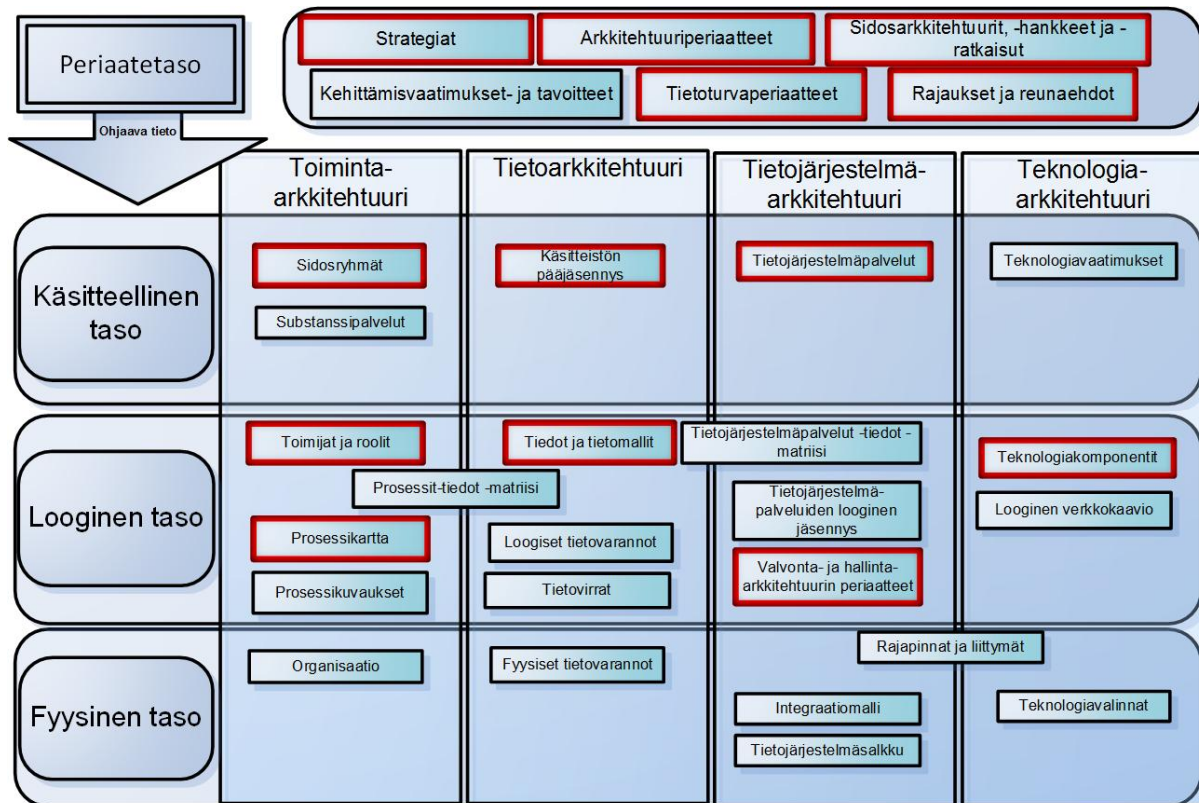 Periaatetaso
Ohjaava tieto
Strategiat
Arkkitehtuuriperiaatteet
Sidosarkkitehtuurit, -hankkeet ja -
ratkaisut
Kehittämisvaatimukset- ja tavoitteet
Tietoturvaperiaatteet
Rajaukset ja reunaehdot
Toiminta-
arkkitehtuuri
Tietoarkkitehtuuri
Tietojärjestelmä-
arkkitehtuuri
Teknologia-
arkkitehtuuri
Käsitteellinen
taso
Sidosryhmät
Substanssipalvelut
Käsitteistön
pääjäsennys
Tietojärjestelmäpalvelut
Teknologiavaatimukset
Looginen taso
Toimijat ja roolit
Prosessit-tiedot -matriisi
Prosessikartta
Prosessikuvaukset
Tiedot ja tietomallit
Loogiset tietovarannot
Tietovirrat
Tietojärjestelmäpalvelut -tiedot -
matriisi
Tietojärjestelmä-
palveluiden looginen
jäsennys
Valvonta- ja hallinta-
arkkitehtuurin periaatteet
Teknologiakomponentit
Looginen verkkokaavio
Fyysinen taso
Organisaatio
Fyysiset tietovarannot
Rajapinnat ja liittymät
Integraatiomalli
Tietojärjestelmäsalkku
Teknologiavalinnat